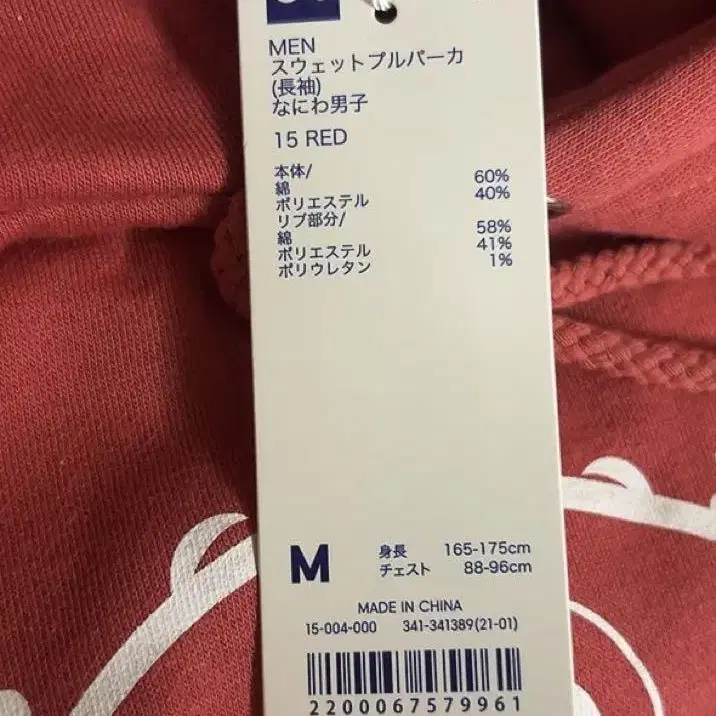 MEN
スウェットプルパーカ
(長袖)
なにわ男子
15 RED
本体/
綿 60%
ポリエステル 40%
リブ部分/
綿 58%
ポリエステル 41%
ポリウレタン 1%
M 身長 165-175cm
チェスト 88-96cm
MADE IN CHINA
15-004-000 341-341389(21-01)
2200067579961